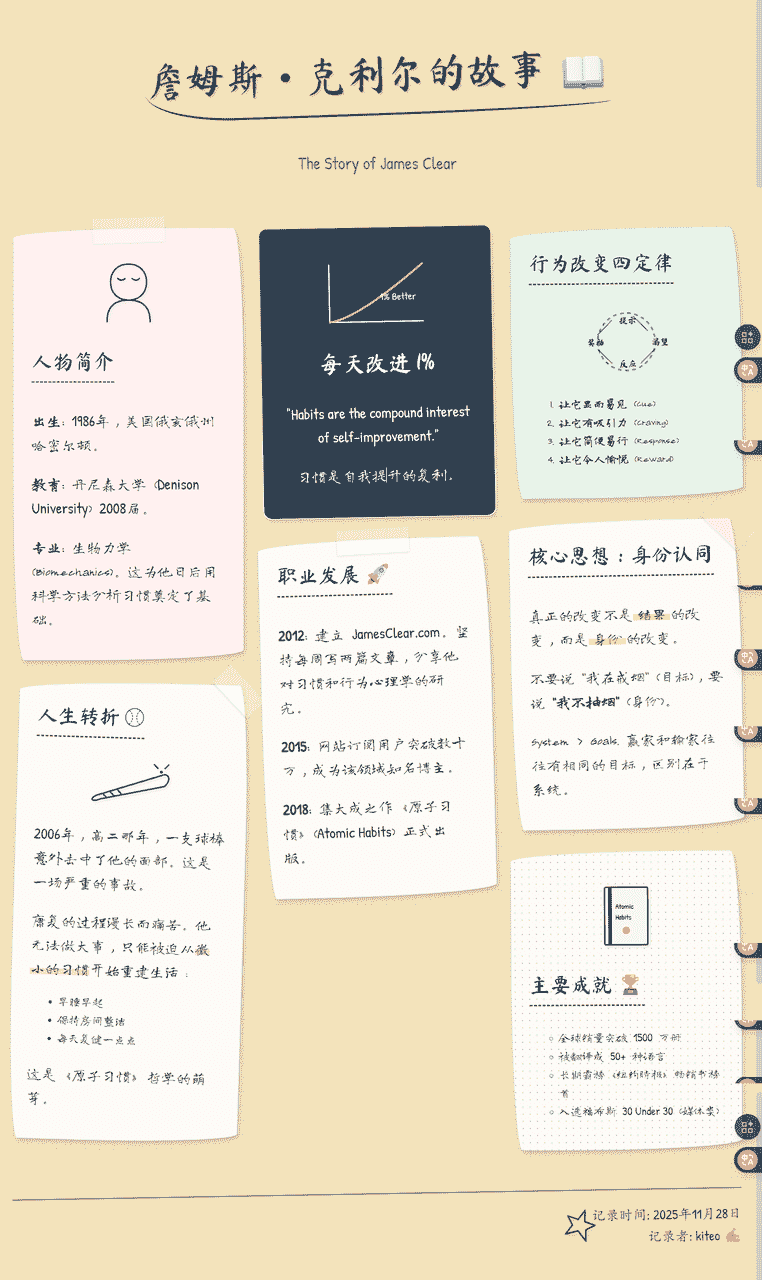 詹姆斯·克利尔的故事
The Story of James Clear
人物简介
出生: 1986年，美国俄亥俄州
哈密尔顿。
教育: 丹尼森大学 (Denison
University) 2008届。
专业: 生物力学
(Biomechanics)。这为他日后用
科学方法分析习惯奠定了基
础。
人生转折
2006年，高二那年，一支球棒
意外击中了他的面部。这是
一场严重的事故。
康复的过程漫长而痛苦。他
无法做大事，只能被迫从微
小的习惯开始重建生活：
• 早睡早起
• 保持房间整洁
• 每天复健一点点
这是《原子习惯》哲学的萌
芽。
1% Better
每天改进 1%
"Habits are the compound interest
of self-improvement."
习惯是自我提升的复利。
职业发展
2012: 建立 JamesClear.com。坚
持每周写两篇文章，分享他
对习惯和行为心理学的研
究。
2015: 网站订阅用户突破数十
万，成为该领域知名博主。
2018: 集大成之作《原子习
惯》(Atomic Habits) 正式出
版。
行为改变四定律
提示
奖励
渴望
反应
1. 让它显而易见 (Cue)
2. 让它有吸引力 (Craving)
3. 让它简便易行 (Response)
4. 让它令人愉悦 (Reward)
核心思想：身份认同
真正的改变不是 结果 的改
变，而是 身份 的改变。
不要说 "我在戒烟" (目标)，要
说 "我不抽烟" (身份)。
System > Goals. 赢家和输家往
往有相同的目标，区别在于
系统。
Atomic
Habits
主要成就
全球销量突破 1500 万册
被翻译成 50+ 种语言
长期霸榜《纽约时报》畅销书榜
首
入选福布斯 30 Under 30 (媒体类)
记录时间: 2025年11月28日
记录者: kiteo